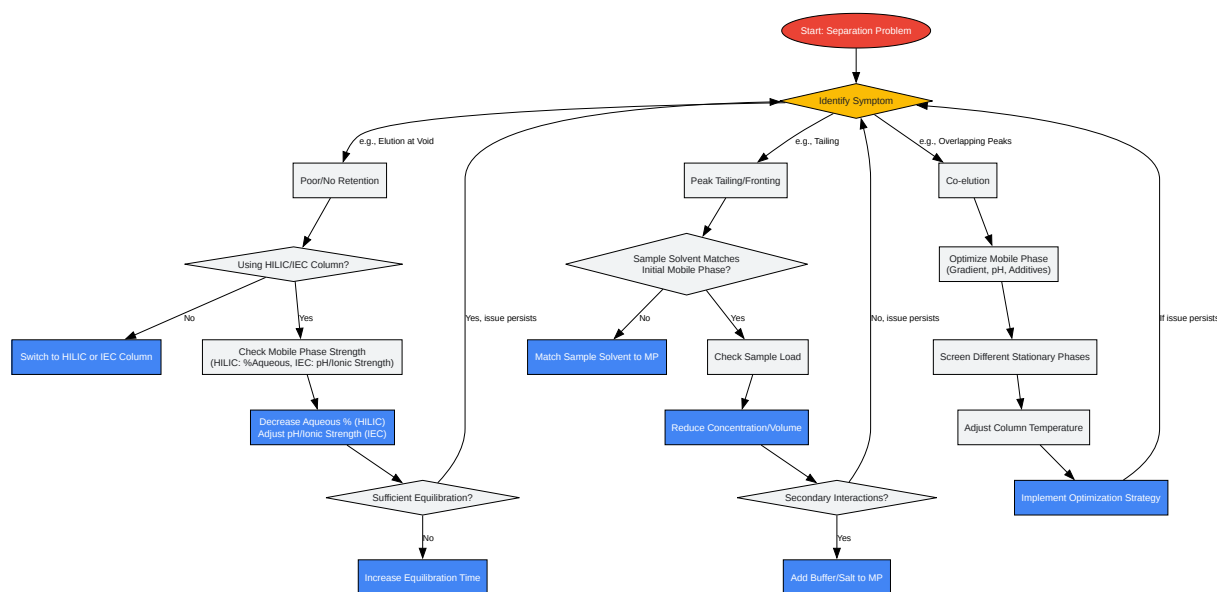 Start: Separation Problem
Identify Symptom
e.g., Elution at Void
e.g., Tailing
e.g., Overlapping Peaks
Poor/No Retention
Peak Tailing/Fronting
Co-elution
Using HILIC/IEC Column?
Sample Solvent Matches
Initial Mobile Phase?
Optimize Mobile Phase
(Gradient, pH, Additives)
No
Yes
Yes, issue persists
No
Yes
No, issue persists
If issue persists
Switch to HILIC or IEC Column
Check Mobile Phase Strength
(HILIC: %Aqueous, IEC: pH/Ionic Strength)
Match Sample Solvent to MP
Check Sample Load
Screen Different Stationary Phases
Decrease Aqueous % (HILIC)
Adjust pH/Ionic Strength (IEC)
Reduce Concentration/Volume
Adjust Column Temperature
Sufficient Equilibration?
Secondary Interactions?
Implement Optimization Strategy
No
Yes
Increase Equilibration Time
Add Buffer/Salt to MP